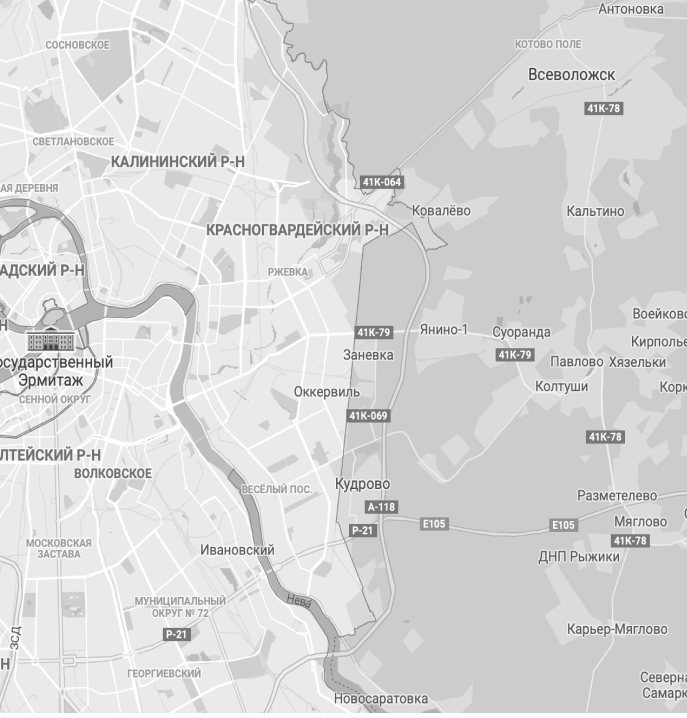 Антоновка
СОСНОВСКОЕ
КОТОВО ПОЛЕ
Всеволожск
41К-78
СВЕТЛАНОВСКОЕ
КАЛИНИНСКИЙ Р-Н
41К-064
АЯ ДЕРЕВНЯ
Ковалёво
Кальтино
КРАСНОГВАРДЕЙСКИЙ Р-Н
АДСКИЙ Р-Н
РЖЕВКА
Воейково
Н
41К-79
Янино-1
Суоранда
Кирполье
Заневка
41К-79
осударственный
Эрмитаж
Павлово
Хязельки
Колтуши
Корк
СЕННОЙ ОКРУГ
Оккервиль
41К-069
41К-78
ЛТЕЙСКИЙ Р-Н
ВОЛКОВСКОЕ
Кудрово
ВЕСЁЛЫЙ ПОС.
Разметелево
А-118
Е105
Е105
Мяглово
Р-21
41К-78
МОСКОВСКАЯ
ЗАСТАВА
Ивановский
ДНП Рыжики
Нева
МУНИЦИПАЛЬНЫЙ
ОКРУГ № 72
Р-21
ЗСД
Карьер-Мяглово
Н
ГЕОРГИЕВСКИЙ
Северна
Самарк
Новосаратовка